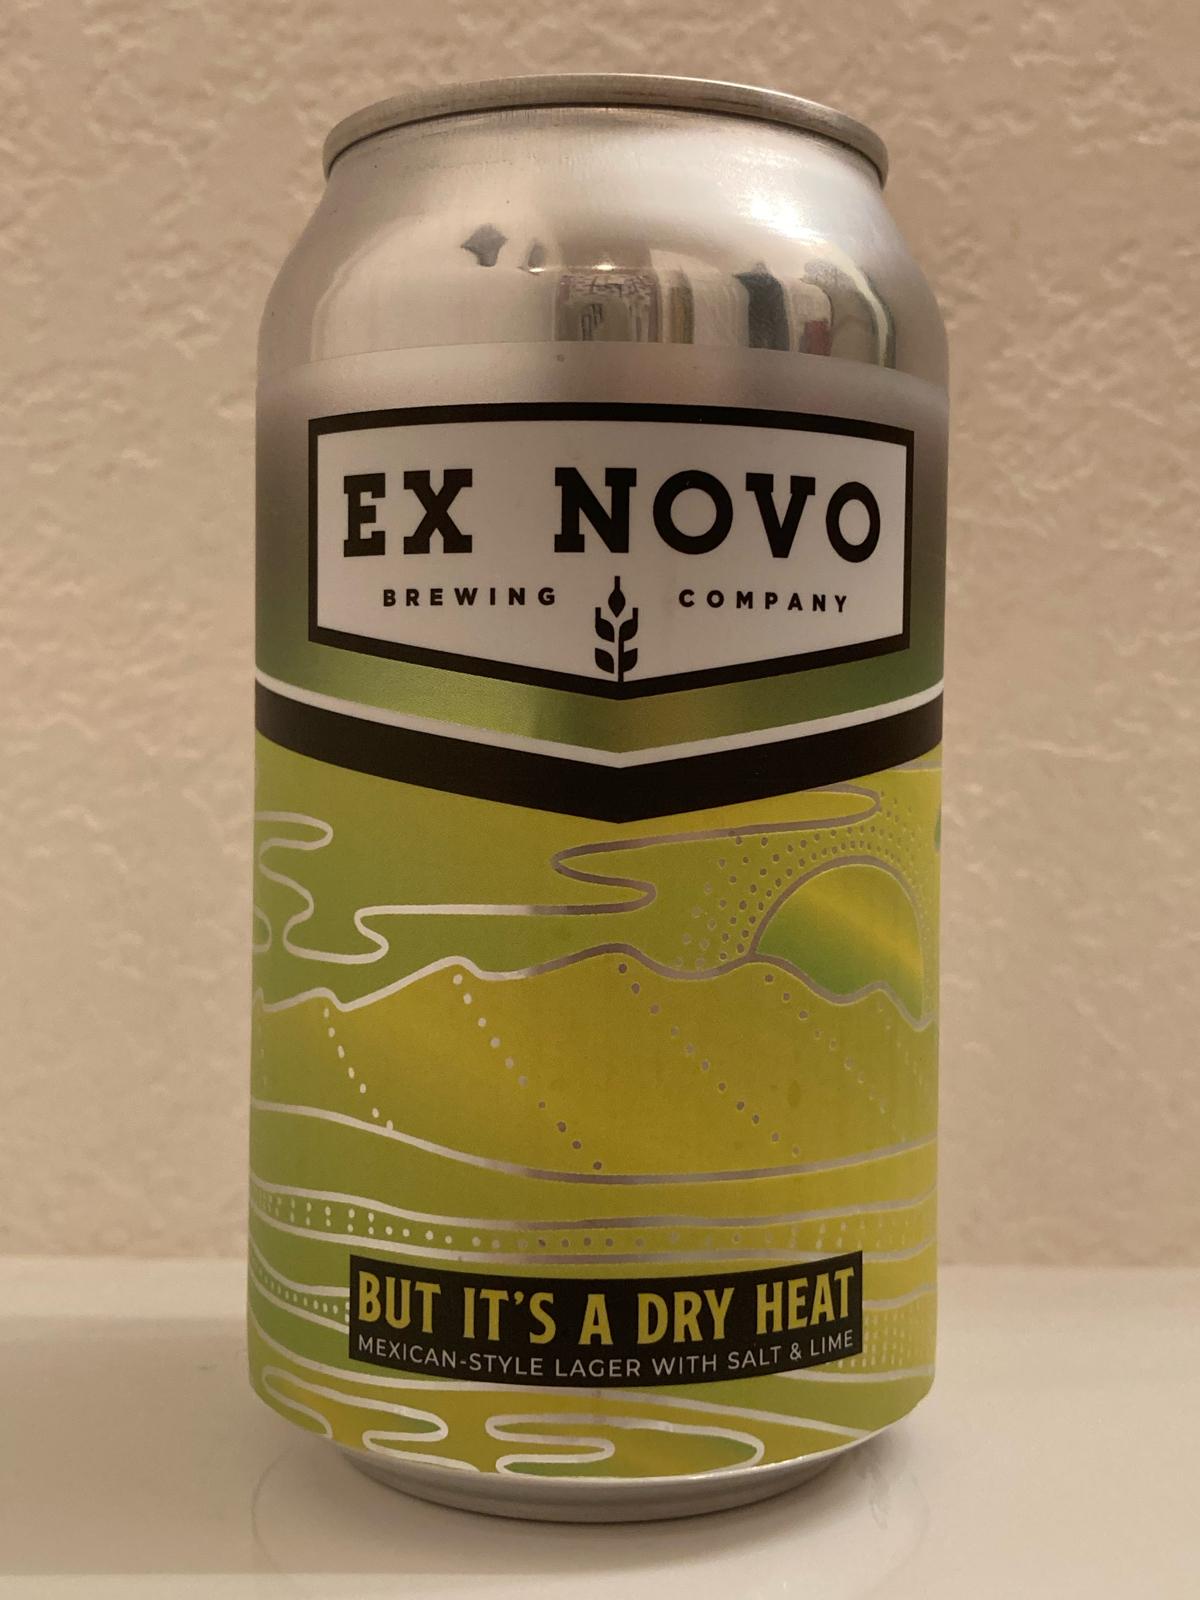 EX NOVO
BREWING COMPANY
BUT IT'S A DRY HEAT
MEXICAN-STYLE LAGER WITH SALT & LIME